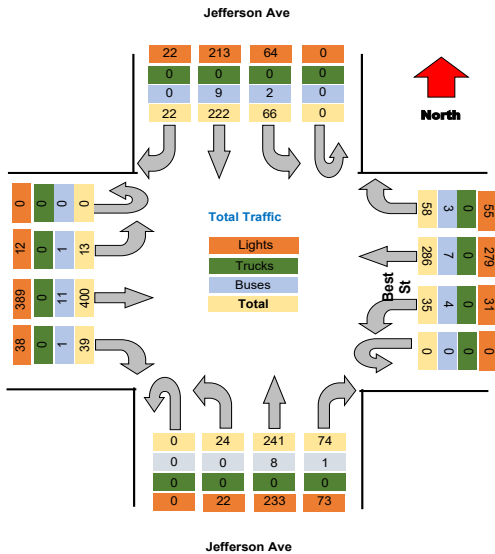 Jefferson Ave
22 213 64 0
0 0 0 0
0 9 2 0
22 222 66 0
North
0 0 0 0
12 0 1 13
389 0 11 400
38 0 1 39
Total Traffic
Lights
Trucks
Buses
Total
58 3 0 55
286 7 0 279
35 4 0 31
0 0 0 0
Best St
0 24 241 74
0 0 8 1
0 0 0 0
0 22 233 73
Jefferson Ave